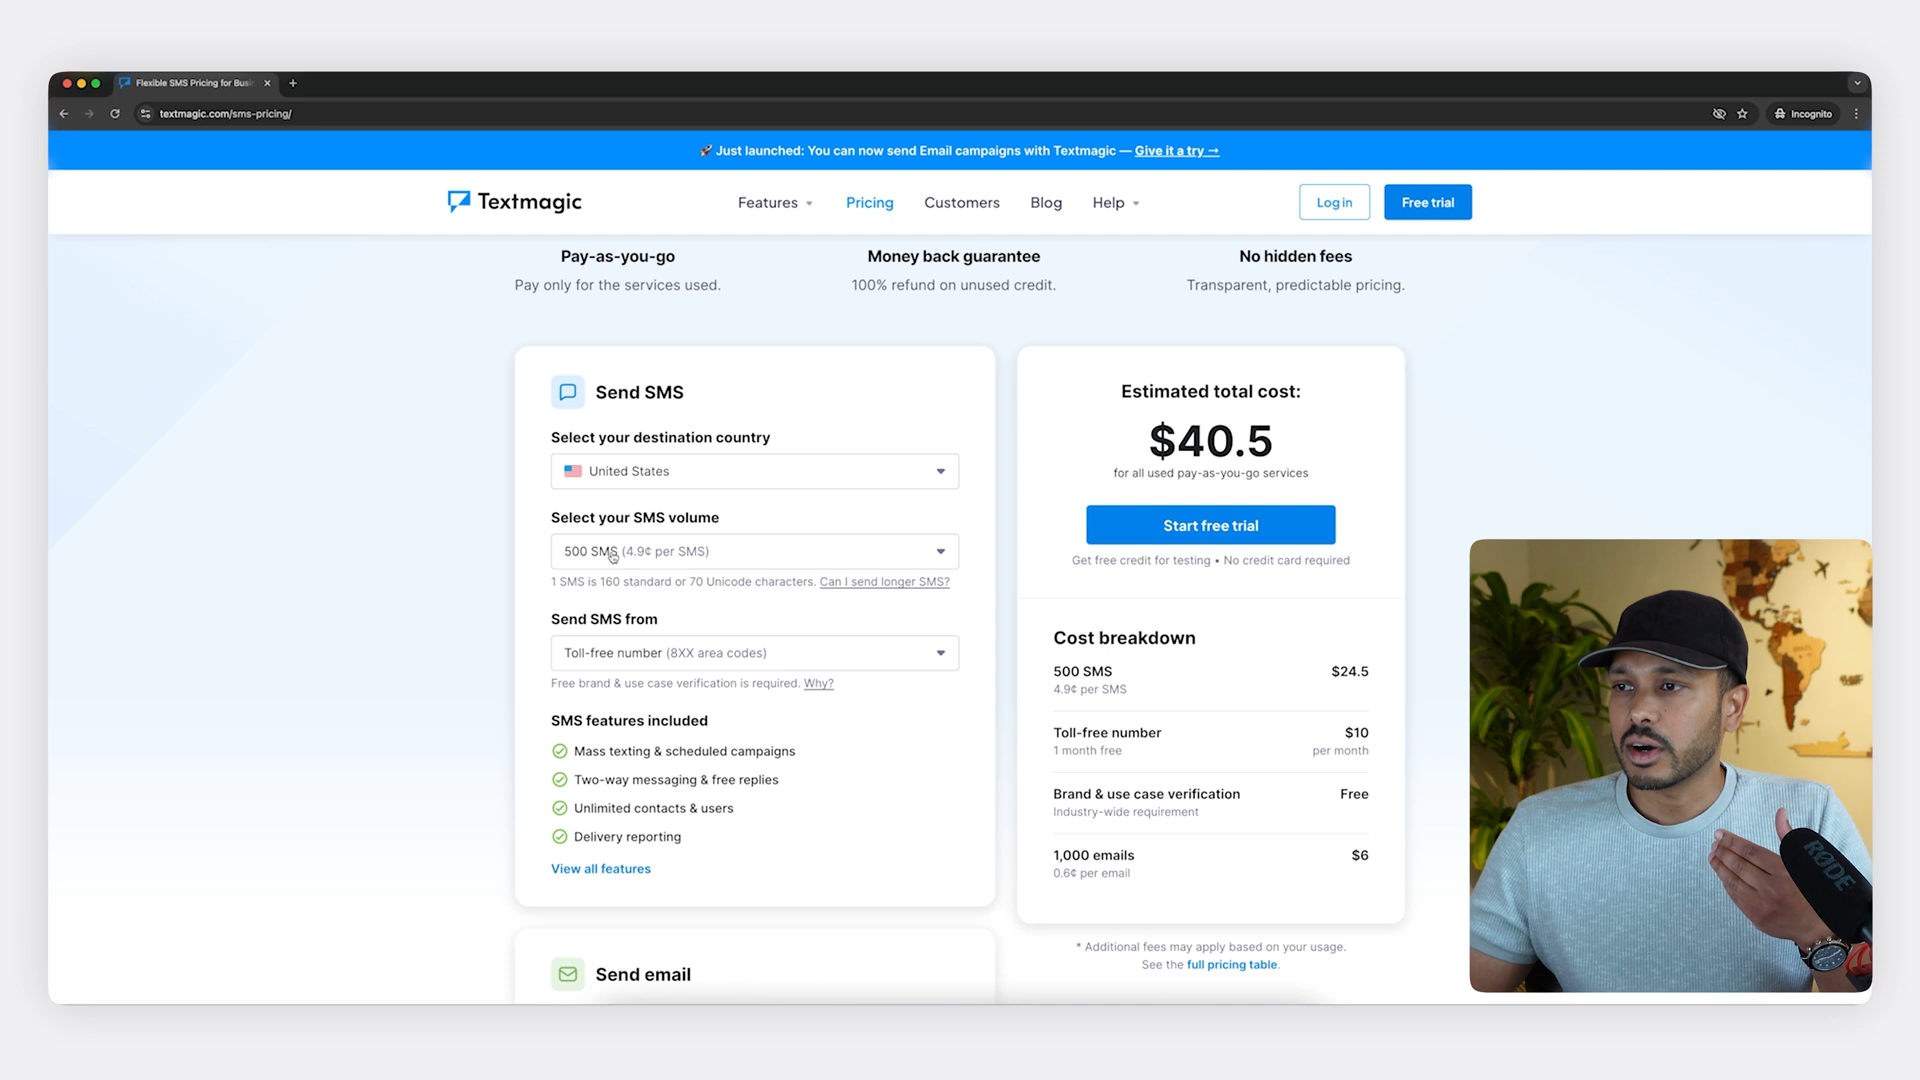 Flexible SMS Pricing for Busi
textmagic.com/sms-pricing/
Incognito
🚀 Just launched: You can now send Email campaigns with Textmagic — Give it a try →
Textmagic
Features
Pricing
Customers
Blog
Help
Log in
Free trial
Pay-as-you-go
Pay only for the services used.
Money back guarantee
100% refund on unused credit.
No hidden fees
Transparent, predictable pricing.
Send SMS
Select your destination country
United States
Select your SMS volume
500 SMS (4.9¢ per SMS)
1 SMS is 160 standard or 70 Unicode characters. Can I send longer SMS?
Send SMS from
Toll-free number (8XX area codes)
Free brand & use case verification is required. Why?
SMS features included
Mass texting & scheduled campaigns
Two-way messaging & free replies
Unlimited contacts & users
Delivery reporting
View all features
Send email
Estimated total cost:
$40.5
for all used pay-as-you-go services
Start free trial
Get free credit for testing • No credit card required
Cost breakdown
500 SMS $24.5
4.9¢ per SMS
Toll-free number $10
1 month free per month
Brand & use case verification Free
Industry-wide requirement
1,000 emails $6
0.6¢ per email
* Additional fees may apply based on your usage.
See the full pricing table.
RØDE